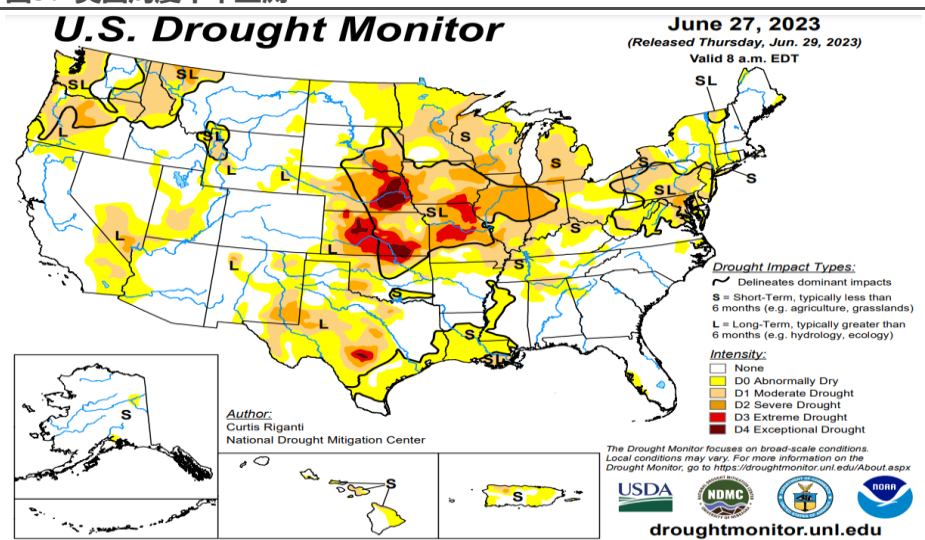 U.S. Drought Monitor
June 27, 2023
(Released Thursday, Jun. 29, 2023)
Valid 8 a.m. EDT
SL
SL
SL
L
S
SL
S
S
S
L
L
SL
SL
S
L
L
L
S
S
L
S
SL
Drought Impact Types:
Delineates dominant impacts
S = Short-Term, typically less than
6 months (e.g. agriculture, grasslands)
L = Long-Term, typically greater than
6 months (e.g. hydrology, ecology)
Intensity:
None
D0 Abnormally Dry
D1 Moderate Drought
D2 Severe Drought
D3 Extreme Drought
D4 Exceptional Drought
S
Author:
Curtis Riganti
National Drought Mitigation Center
S
S
The Drought Monitor focuses on broad-scale conditions.
Local conditions may vary. For more information on the
Drought Monitor, go to https://droughtmonitor.unl.edu/About.aspx
USDA
NDMC
NOAA
droughtmonitor.unl.edu